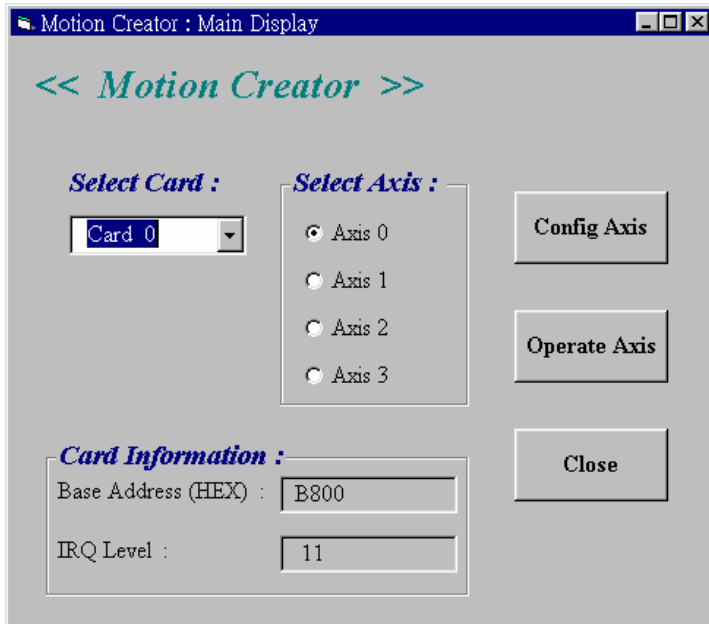 Motion Creator : Main Display
<< Motion Creator >>
Select Card :
Card 0
Select Axis :
Axis 0
Axis 1
Axis 2
Axis 3
Config Axis
Operate Axis
Close
Card Information :
Base Address (HEX) : B800
IRQ Level : 11